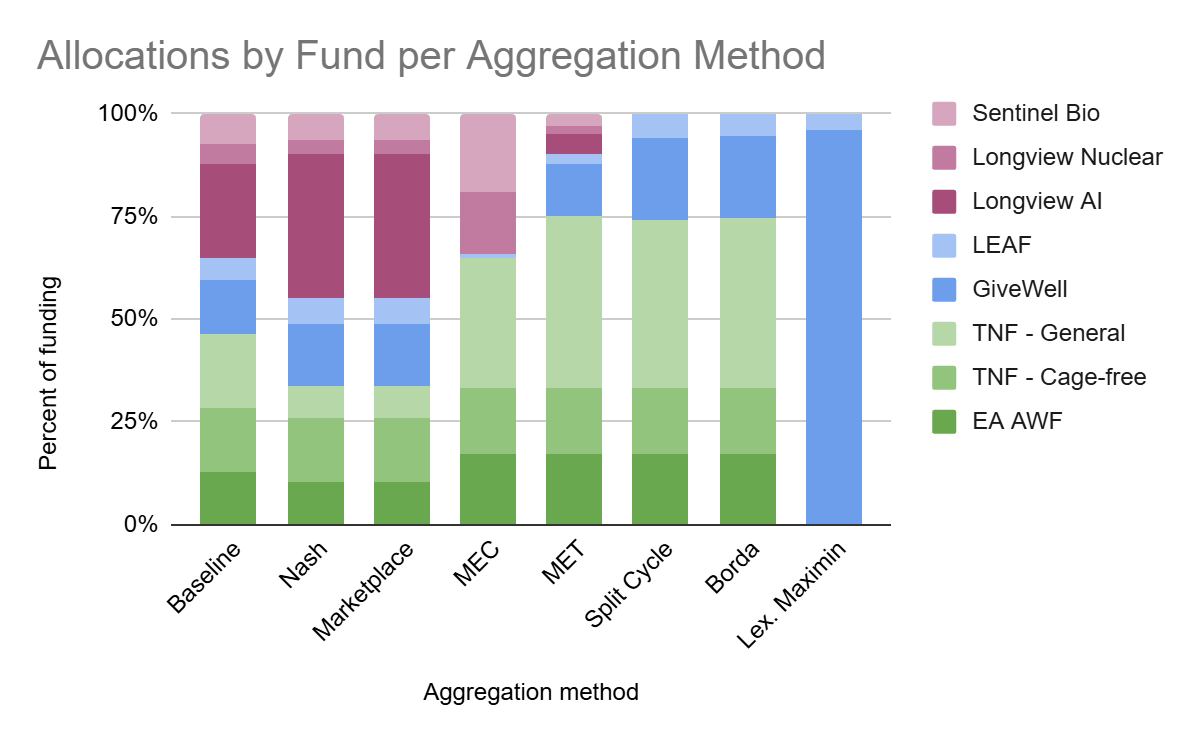 Allocations by Fund per Aggregation Method
100%
75%
50%
25%
0%
Percent of funding
Baseline
Nash
Marketplace
MEC
MET
Split Cycle
Borda
Lex. Maximin
Aggregation method
Sentinel Bio
Longview Nuclear
Longview AI
LEAF
GiveWell
TNF - General
TNF - Cage-free
EA AWF